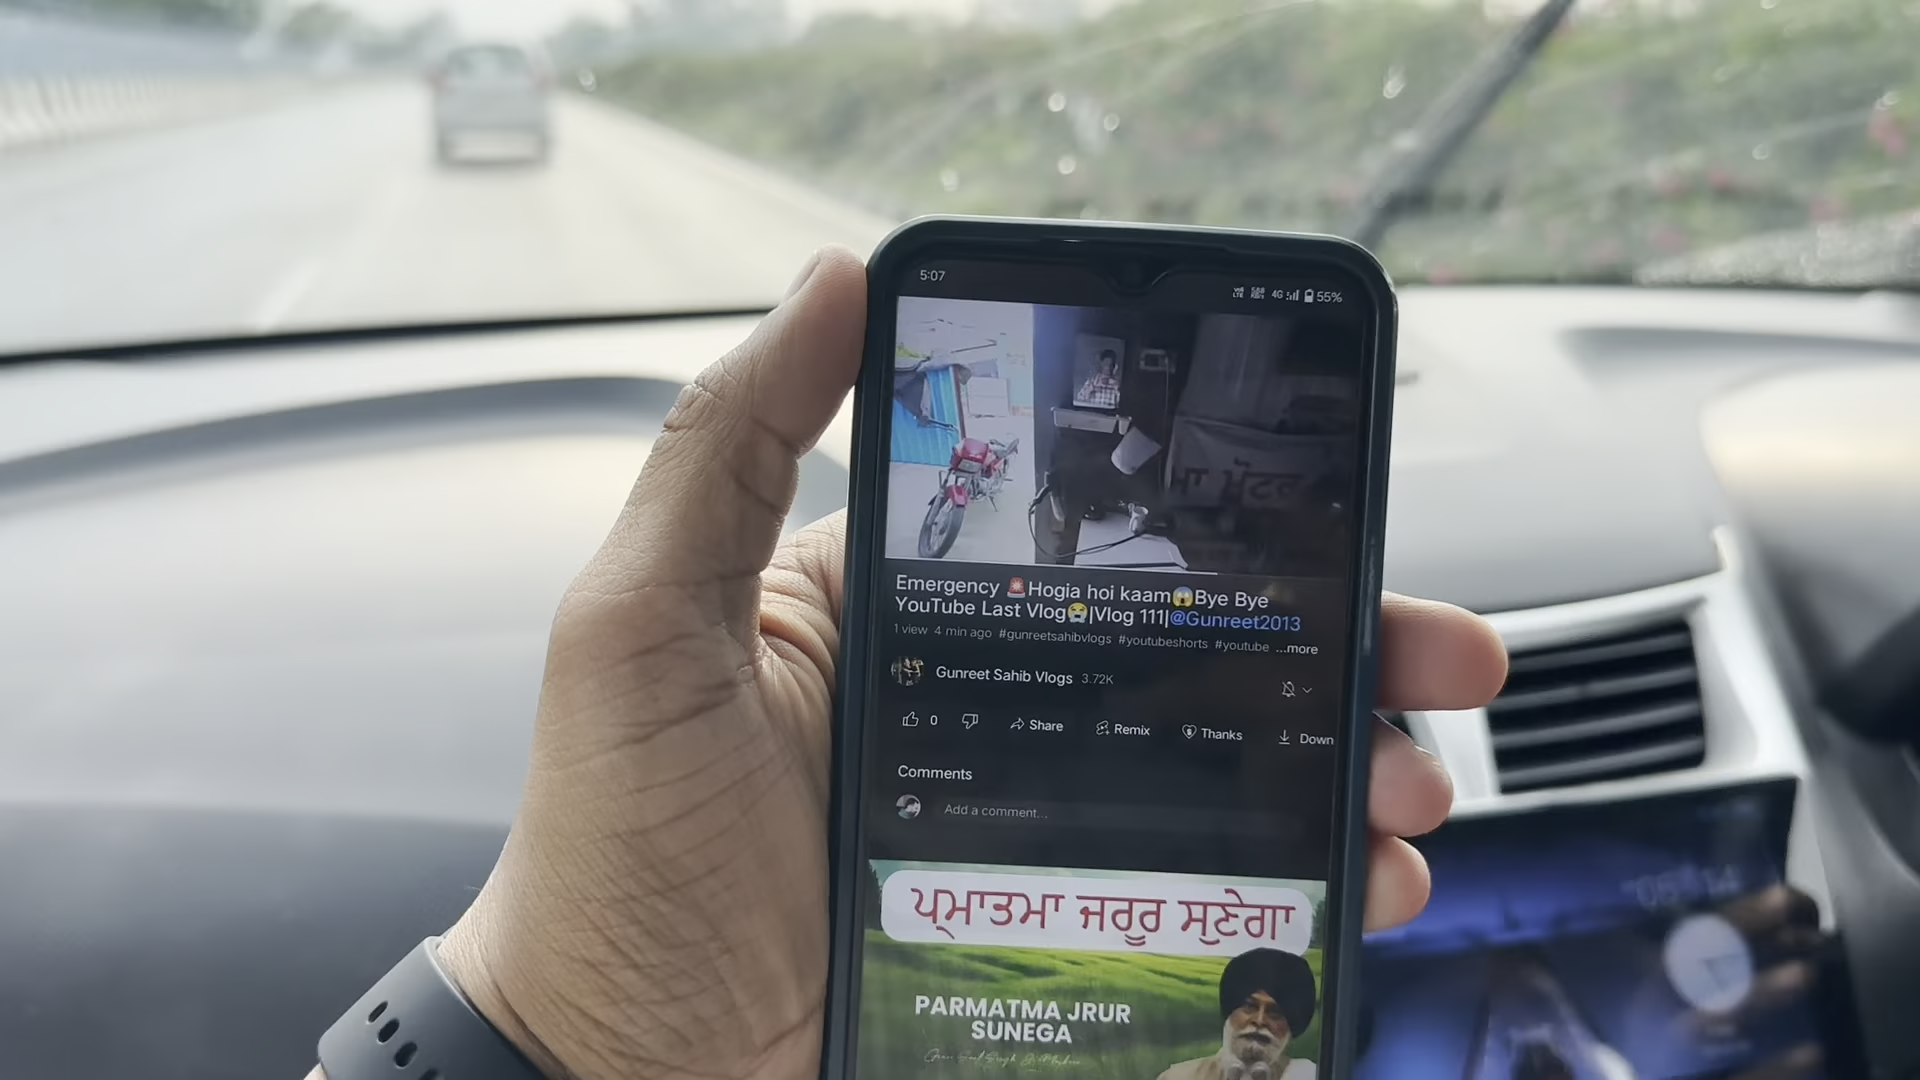 5:07
4G 55%
ਮਾ ਮੋਟਰ
Emergency 🚨Hogia hoi kaam😱Bye Bye
YouTube Last Vlog😭|Vlog 111|@Gunreet2013
1 view 4 min ago #gunreetsahibvlogs #youtubeshorts #youtube ...more
Gunreet Sahib Vlogs 3.72K
0 Share Remix Thanks Down
Comments
Add a comment...
ਪ੍ਰਮਾਤਮਾ ਜਰੂਰ ਸੁਣੇਗਾ
PARMATMA JRUR
SUNEGA